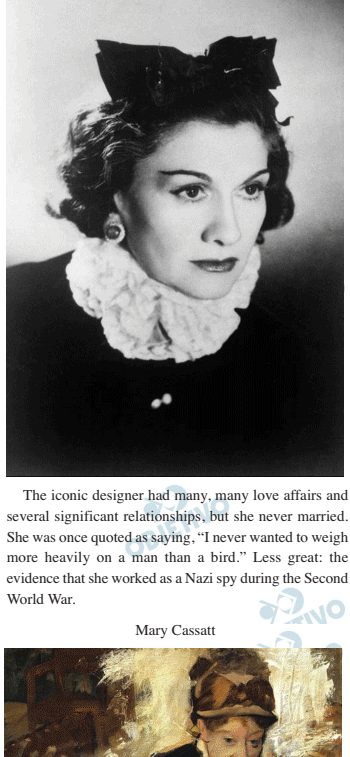 The iconic designer had many, many love affairs and
several significant relationships, but she never married.
She was once quoted as saying, “I never wanted to weigh
more heavily on a man than a bird.” Less great: the
evidence that she worked as a Nazi spy during the Second
World War.
OBJETIVO
Mary Cassatt